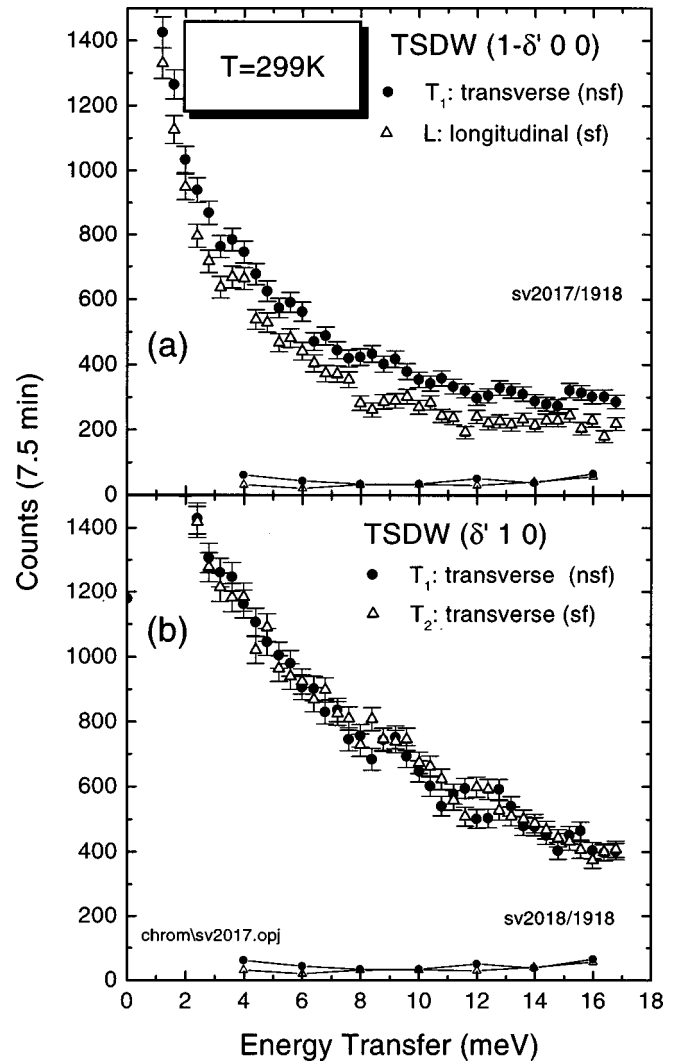 1400
1200
1000
800
600
400
200
0
T=299K
TSDW (1-δ' 0 0)
● T₁: transverse (nsf)
△ L: longitudinal (sf)
sv2017/1918
(a)
Counts (7.5 min)
1400
1200
1000
800
600
400
200
0
TSDW (δ' 1 0)
● T₁: transverse (nsf)
△ T₂: transverse (sf)
(b)
chrom\sv2017.opj
sv2018/1918
0 2 4 6 8 10 12 14 16 18
Energy Transfer (meV)